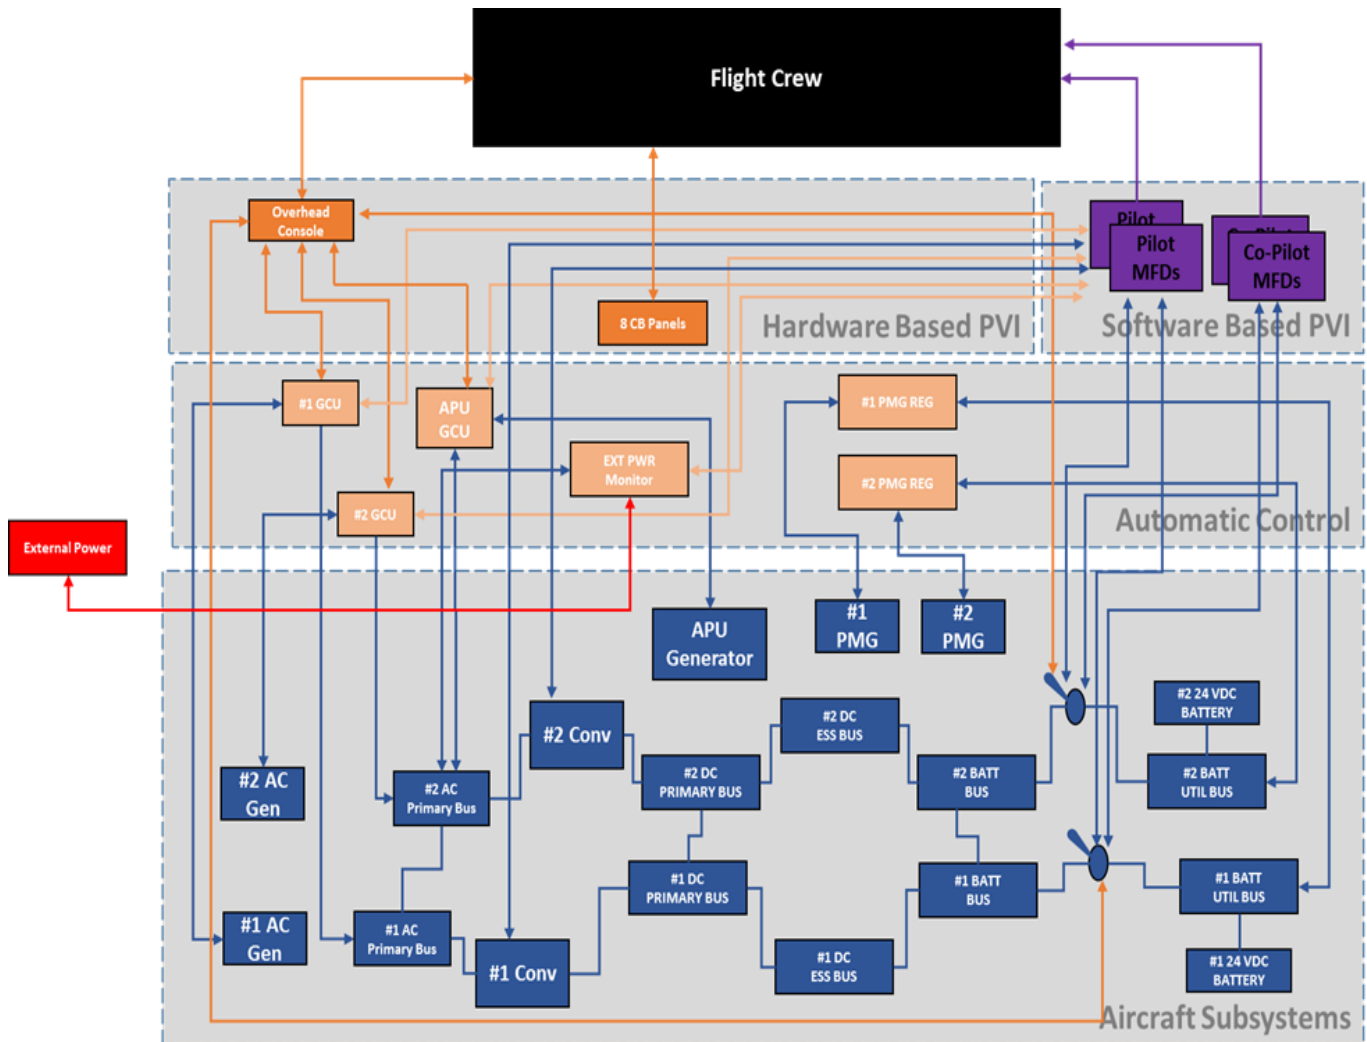 Flight Crew
Overhead
Console
Pilot
Pilot
MFDs
Co-Pilot
Co-Pilot
MFDs
8 CB Panels
Hardware Based PVI
Software Based PVI
#1 GCU
APU
GCU
#1 PMG REG
EXT PWR
Monitor
#2 PMG REG
#2 GCU
Automatic Control
External Power
APU
Generator
#1
PMG
#2
PMG
#2 24 VDC
BATTERY
#2 Conv
#2 DC
ESS BUS
#2 AC
Gen
#2 AC
Primary Bus
#2 DC
PRIMARY BUS
#2 BATT
BUS
#2 BATT
UTIL BUS
#1 DC
PRIMARY BUS
#1 BATT
BUS
#1 BATT
UTIL BUS
#1 AC
Gen
#1 AC
Primary Bus
#1 Conv
#1 DC
ESS BUS
#1 24 VDC
BATTERY
Aircraft Subsystems